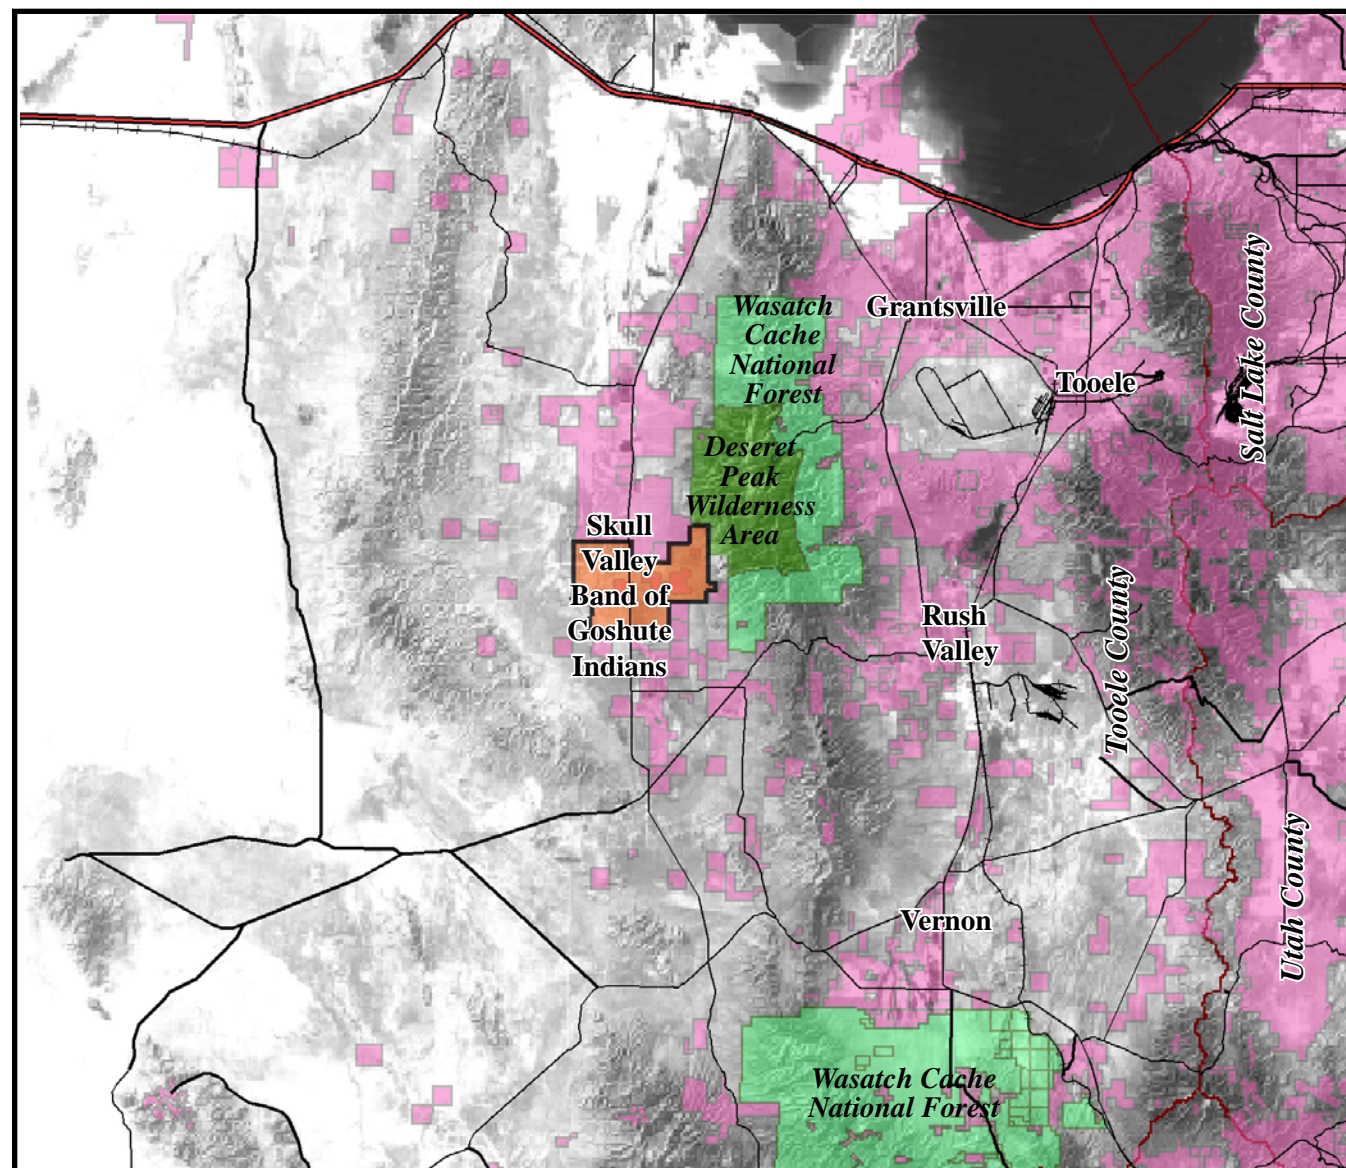 Wasatch
Cache
National
Forest
Grantsville
Tooele
Salt Lake County
Deseret
Peak
Wilderness
Area
Skull
Valley
Band of
Goshute
Indians
Rush
Valley
Tooele County
Utah County
Vernon
Wasatch Cache
National Forest